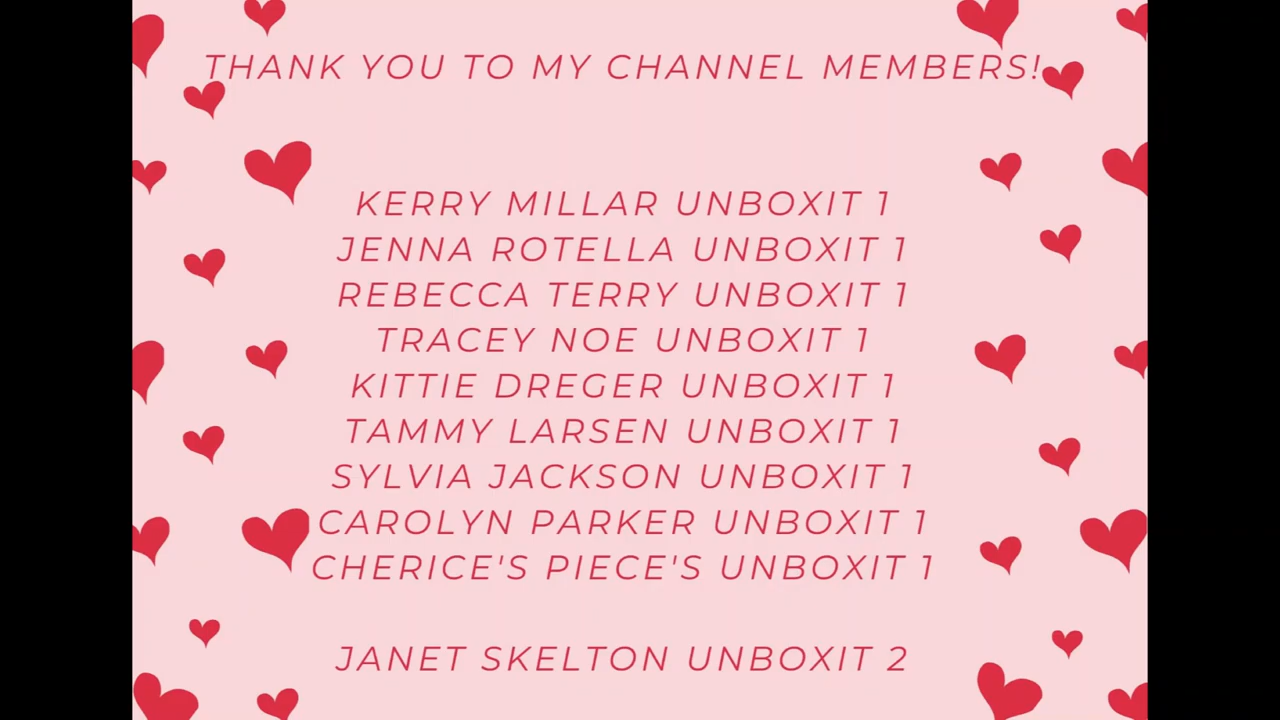 THANK YOU TO MY CHANNEL MEMBERS!
KERRY MILLAR UNBOXIT 1
JENNA ROTELLA UNBOXIT 1
REBECCA TERRY UNBOXIT 1
TRACEY NOE UNBOXIT 1
KITTIE DREGER UNBOXIT 1
TAMMY LARSEN UNBOXIT 1
SYLVIA JACKSON UNBOXIT 1
CAROLYN PARKER UNBOXIT 1
CHERICE'S PIECE'S UNBOXIT 1
JANET SKELTON UNBOXIT 2